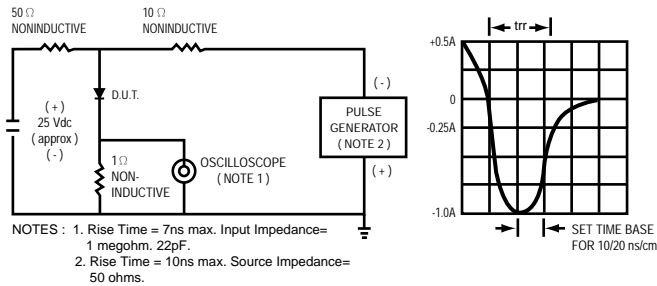 50 Ω
NONINDUCTIVE
10 Ω
NONINDUCTIVE
( + )
25 Vdc
( approx )
( - )
D.U.T.
1 Ω
NON-
INDUCTIVE
OSCILLOSCOPE
( NOTE 1 )
( - )
PULSE
GENERATOR
( NOTE 2 )
( + )
trr
+0.5A
0
-0.25A
-1.0A
SET TIME BASE
FOR 10/20 ns/cm
NOTES : 1. Rise Time = 7ns max. Input Impedance=
1 megohm. 22pF.
2. Rise Time = 10ns max. Source Impedance=
50 ohms.